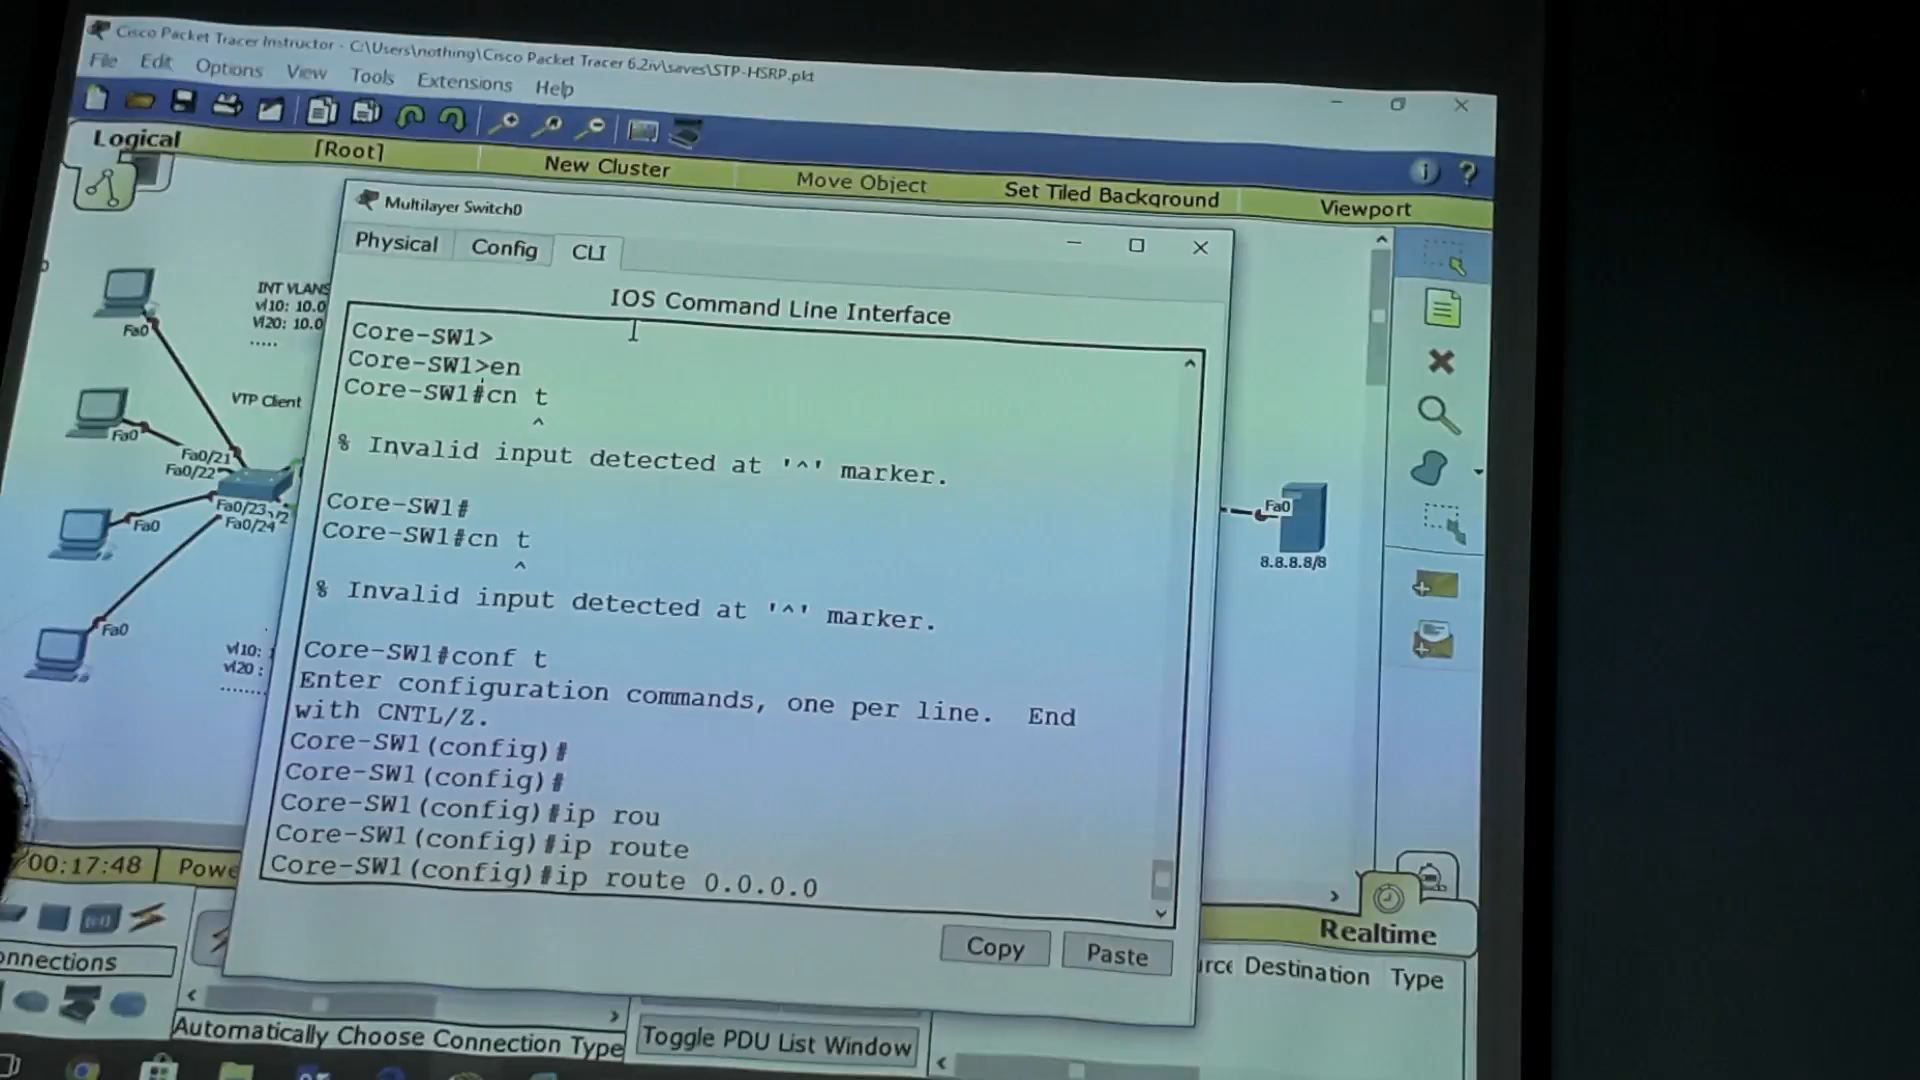 Cisco Packet Tracer Instructor - C:\Users\nothing\Cisco Packet Tracer 6.2iv\saves\STP-HSRP.pkt
File Edit Options View Tools Extensions Help
Logical [Root] New Cluster Move Object Set Tiled Background Viewport
Multilayer Switch0
Physical Config CLI
IOS Command Line Interface
Core-SW1>
Core-SW1>en
Core-SW1#cn t
^
% Invalid input detected at '^' marker.
Core-SW1#
Core-SW1#cn t
^
% Invalid input detected at '^' marker.
Core-SW1#conf t
Enter configuration commands, one per line. End
with CNTL/Z.
Core-SW1(config)#
Core-SW1(config)#
Core-SW1(config)#ip rou
Core-SW1(config)#ip route
Core-SW1(config)#ip route 0.0.0.0
Copy Paste
INT VLANS
vl10: 10.0
Vl20: 10.0
.....
Fa0
VTP Client
Fa0
Fa0/21
Fa0/22
Fa0
Fa0/23
Fa0/24
Fa0
vl10:
vl20 :
........
Fa0
8.8.8.8/8
00:17:48
Realtime
Destination Type
Automatically Choose Connection Type
Toggle PDU List Window